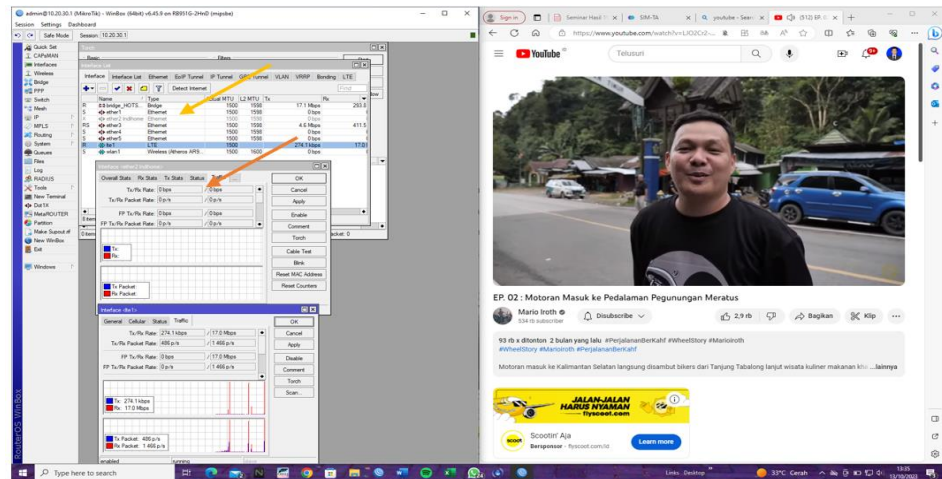 admin@10.20.30.1 (MikroTik) - WinBox (64bit) v6.45.9 on RB951G-2HnD (mipsbe)
Session Settings Dashboard
Safe Mode Session: 10.20.30.1
Quick Set
CAPsMAN
Interfaces
Wireless
Bridge
PPP
Switch
Mesh
IP
MPLS
Routing
System
Queues
Files
Log
RADIUS
Tools
New Terminal
Dot1X
MetaROUTER
Partition
Make Supout.rif
New WinBox
Exit
Windows
RouterOS WinBox
Interface List
Interface Interface List Ethernet EoIP Tunnel IP Tunnel GRE Tunnel VLAN VRRP Bonding LTE
Detect Internet
Find
Type Actual MTU L2 MTU Tx Rx
R bridge_HOTS... Bridge 1500 1598 17.1 Mbps
S ether1 Ethernet 1500 1598 0 bps
X ether2 indihome Ethernet 1500 1598 0 bps
RS ether3 Ethernet 1500 1598 4.6 Mbps
S ether4 Ethernet 1500 1598 0 bps
S ether5 Ethernet 1500 1598 0 bps
R lte1 LTE 1500 274.1 kbps
S wlan1 Wireless (Atheros AR9... 1500 1600 0 bps
Overall Stats Rx Stats Tx Stats Status Traffic ...
Tx/Rx Rate: 0 bps / 0 bps
Tx/Rx Packet Rate: 0 p/s / 0 p/s
FP Tx/Rx Rate: 0 bps / 0 bps
FP Tx/Rx Packet Rate: 0 p/s / 0 p/s
Tx:
Rx:
Tx Packet:
Rx Packet:
OK
Cancel
Apply
Enable
Comment
Torch
Cable Test
Blink
Reset MAC Address
Reset Counters
Interface <lte1>
General Cellular Status Traffic
Tx/Rx Rate: 274.1 kbps / 17.0 Mbps
Tx/Rx Packet Rate: 486 p/s / 1 466 p/s
FP Tx/Rx Rate: 0 bps / 17.0 Mbps
FP Tx/Rx Packet Rate: 0 p/s / 1 466 p/s
Tx: 274.1 kbps
Rx: 17.0 Mbps
Tx Packet: 486 p/s
Rx Packet: 1 466 p/s
OK
Cancel
Apply
Disable
Comment
Torch
Scan...
enabled running
Sign in
Seminar Hasil
SIM-TA
youtube - Sear
(512) EP.
https://www.youtube.com/watch?v=
YouTube ID
Telusuri
EP. 02 : Motoran Masuk ke Pedalaman Pegunungan Meratus
Mario Iroth
934 rb subscriber
Disubscribe
2,9 rb
Bagikan
Klip
93 rb x ditonton 2 bulan yang lalu #PerjalananBerKahf #WheelStory #Marioiroth
#WheelStory #Marioiroth #PerjalananBerKahf
Motoran masuk ke Kalimantan Selatan langsung disambut bikers dari Tanjung Tabalong lanjut wisata kuliner makanan kha ...lainnya
JALAN-JALAN
HARUS NYAMAN
flyscoot.com
scoot
Scootin' Aja
Bersponsor · flyscoot.com/id
Learn more
Type here to search
Links Desktop
33°C Cerah
13:35
13/10/2023